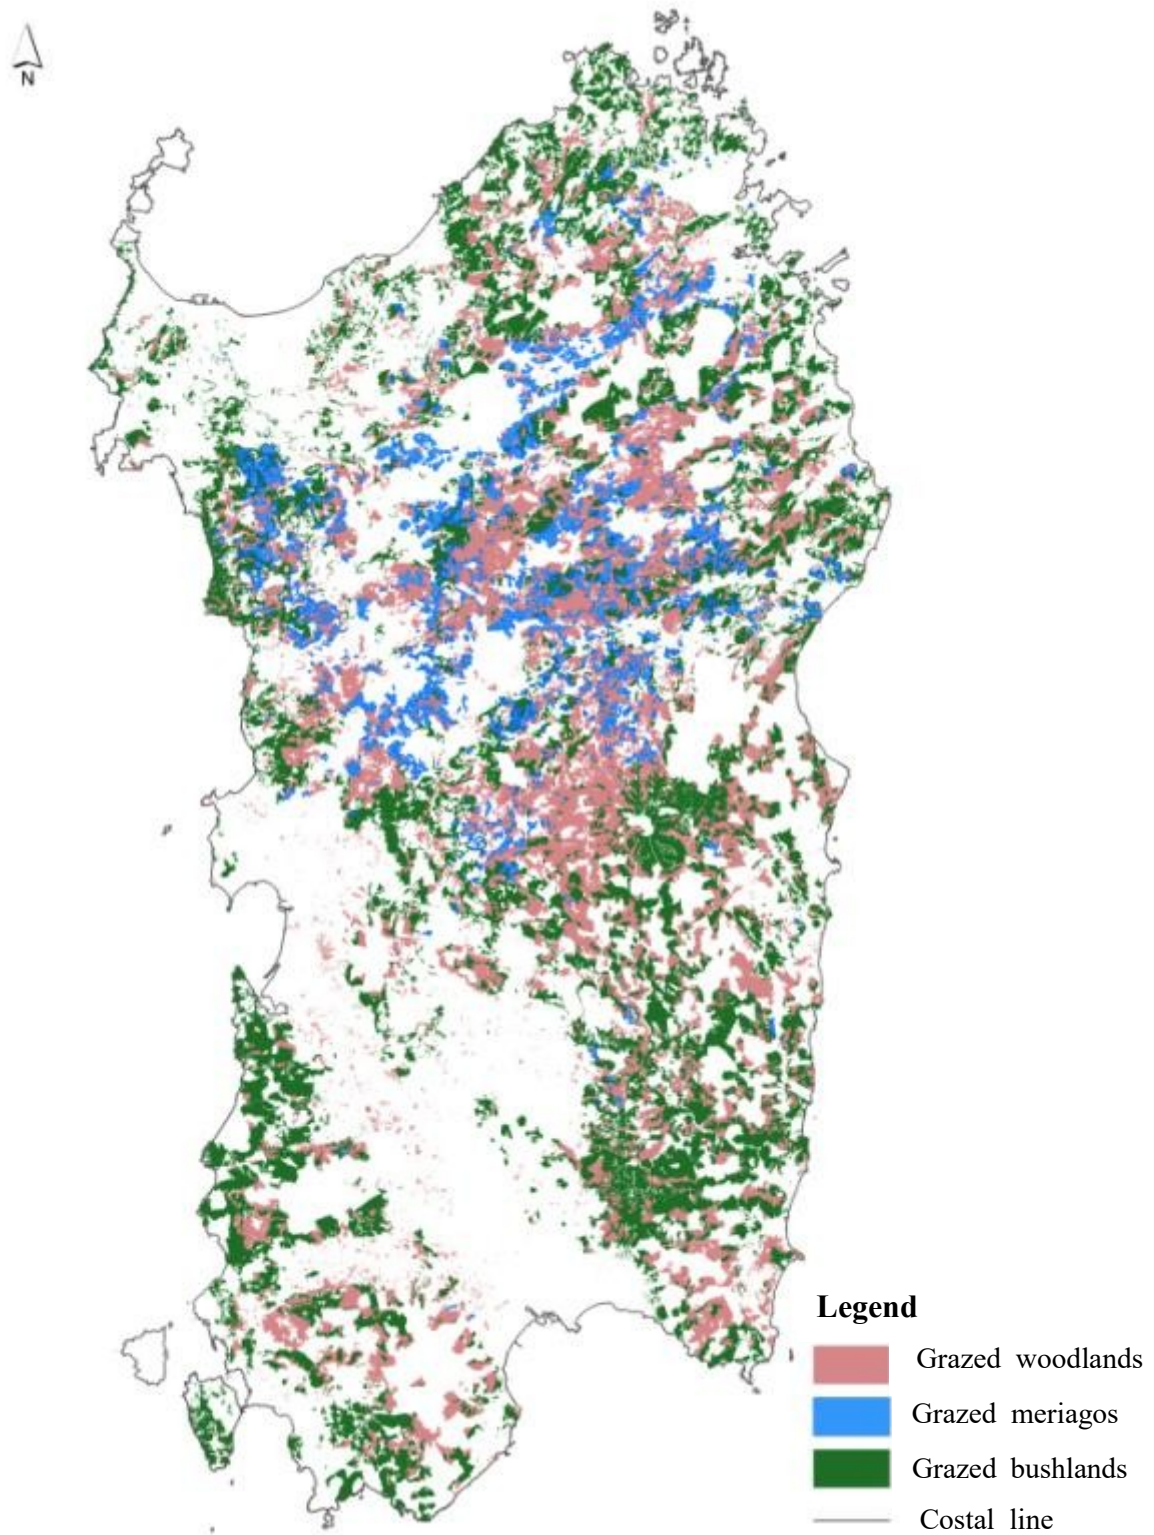 N
Legend
Grazed woodlands
Grazed meriagos
Grazed bushlands
Costal line